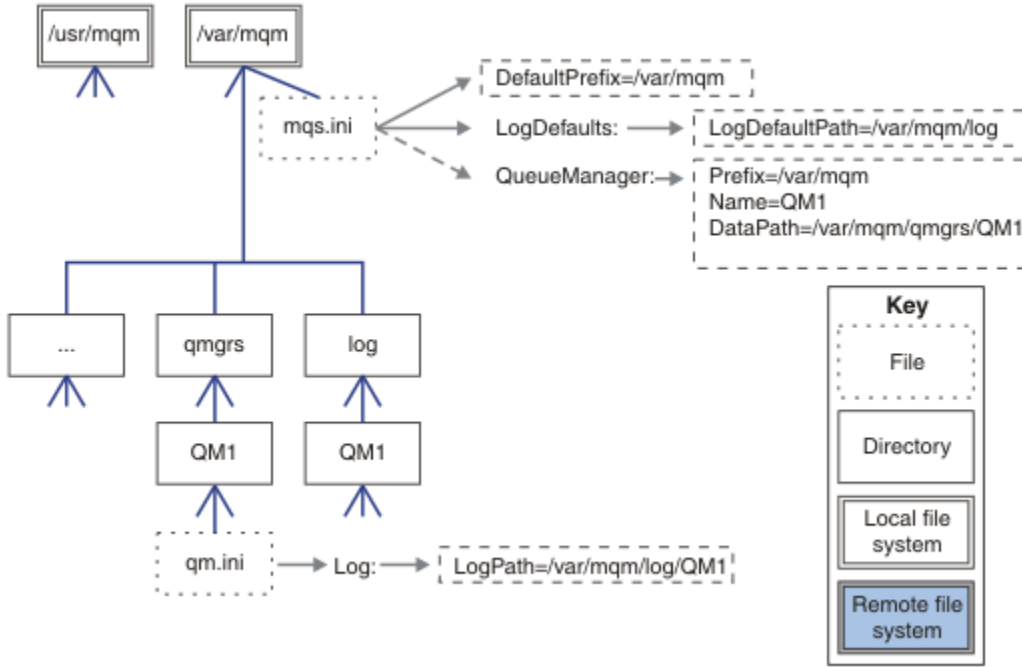 /usr/mqm
/var/mqm
DefaultPrefix=/var/mqm
mqs.ini
LogDefaults:
LogDefaultPath=/var/mqm/log
QueueManager:
Prefix=/var/mqm
Name=QM1
DataPath=/var/mqm/qmgrs/QM1
...
qmgrs
log
QM1
QM1
qm.ini
Log:
LogPath=/var/mqm/log/QM1
Key
File
Directory
Local file
system
Remote file
system